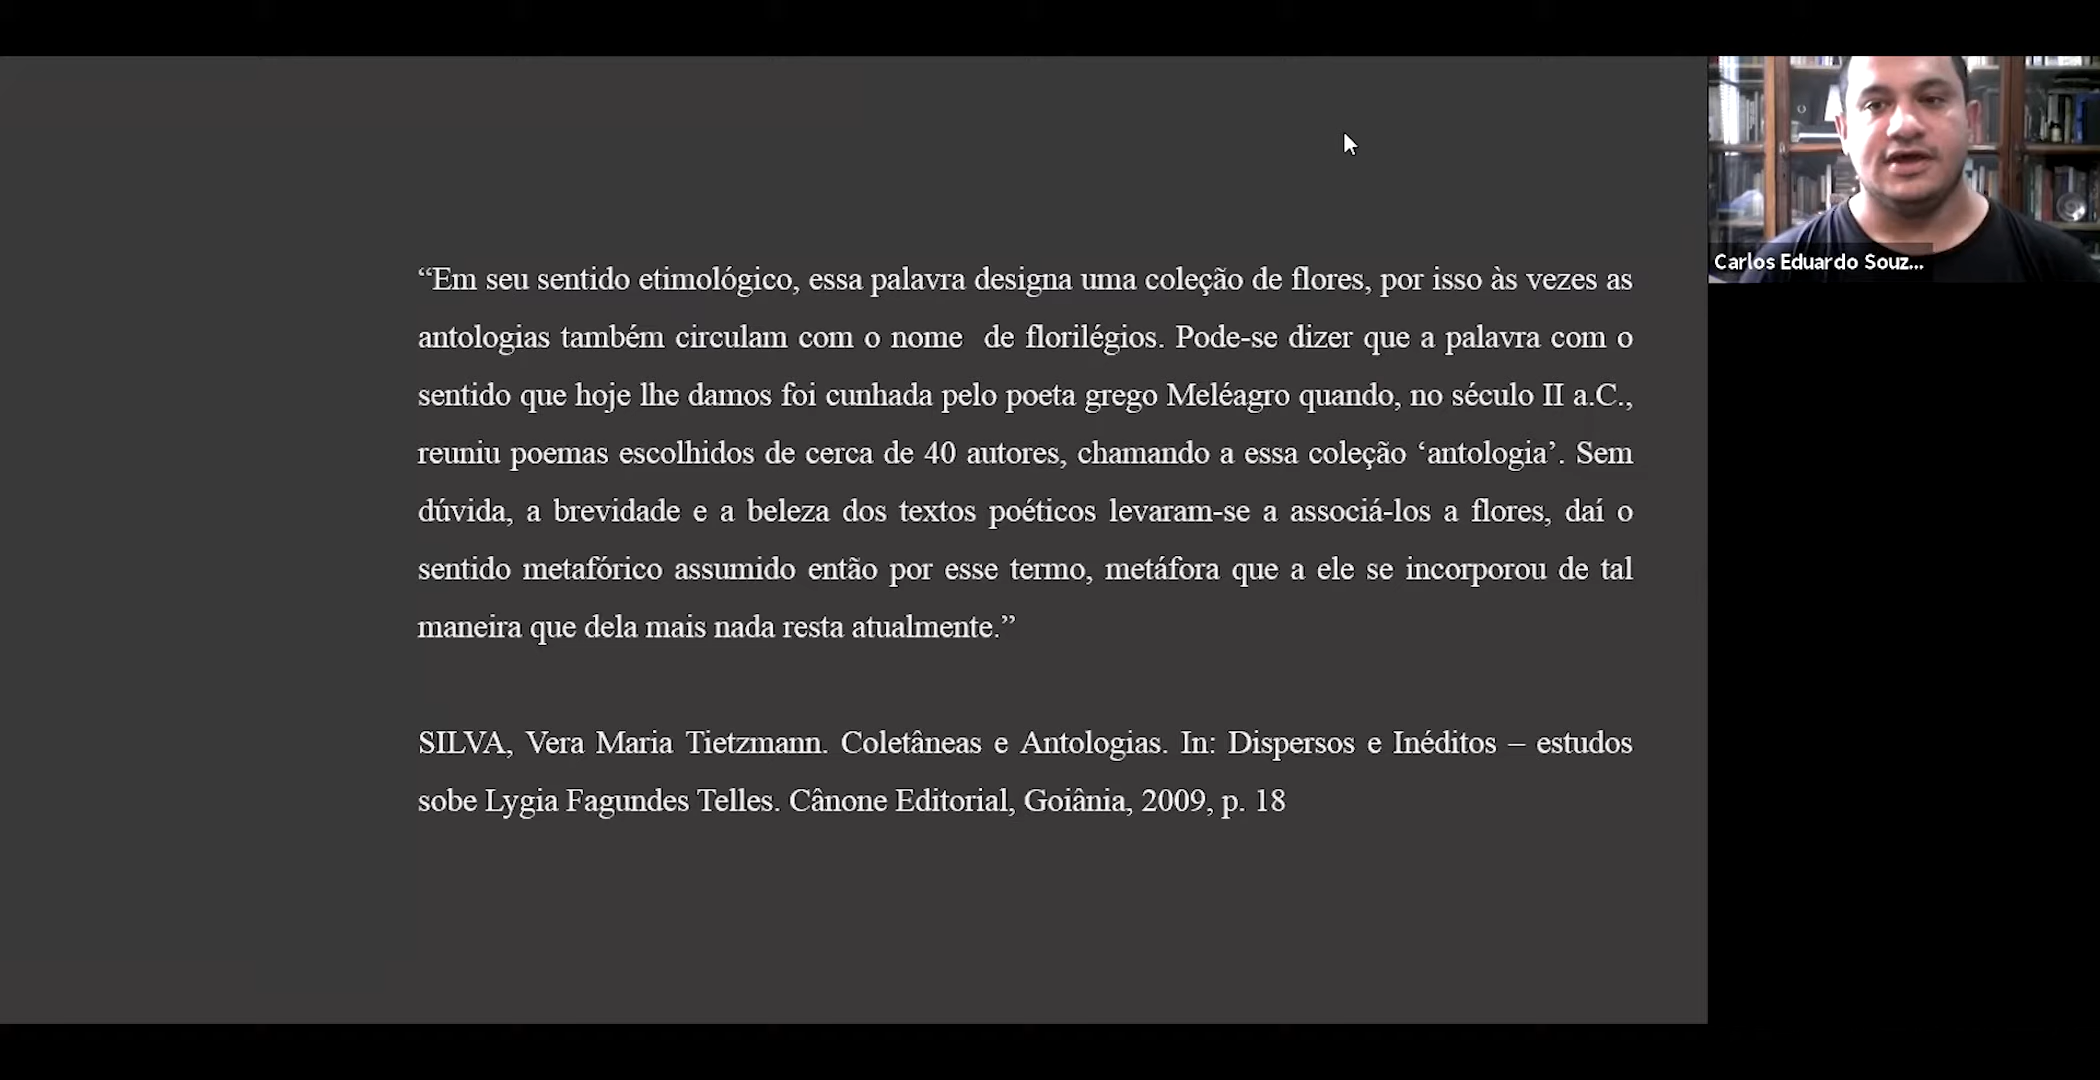 “Em seu sentido etimológico, essa palavra designa uma coleção de flores, por isso às vezes as
antologias também circulam com o nome  de florilégios. Pode-se dizer que a palavra com o
sentido que hoje lhe damos foi cunhada pelo poeta grego Meléagro quando, no século II a.C.,
reuniu poemas escolhidos de cerca de 40 autores, chamando a essa coleção ‘antologia’. Sem
dúvida, a brevidade e a beleza dos textos poéticos levaram-se a associá-los a flores, daí o
sentido metafórico assumido então por esse termo, metáfora que a ele se incorporou de tal
maneira que dela mais nada resta atualmente.”
SILVA, Vera Maria Tietzmann. Coletâneas e Antologias. In: Dispersos e Inéditos – estudos
sobe Lygia Fagundes Telles. Cânone Editorial, Goiânia, 2009, p. 18
Carlos Eduardo Souz...